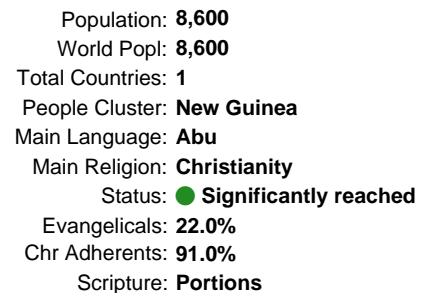 Population: 8,600
World Popl: 8,600
Total Countries: 1
People Cluster: New Guinea
Main Language: Abu
Main Religion: Christianity
Status: Significantly reached
Evangelicals: 22.0%
Chr Adherents: 91.0%
Scripture: Portions